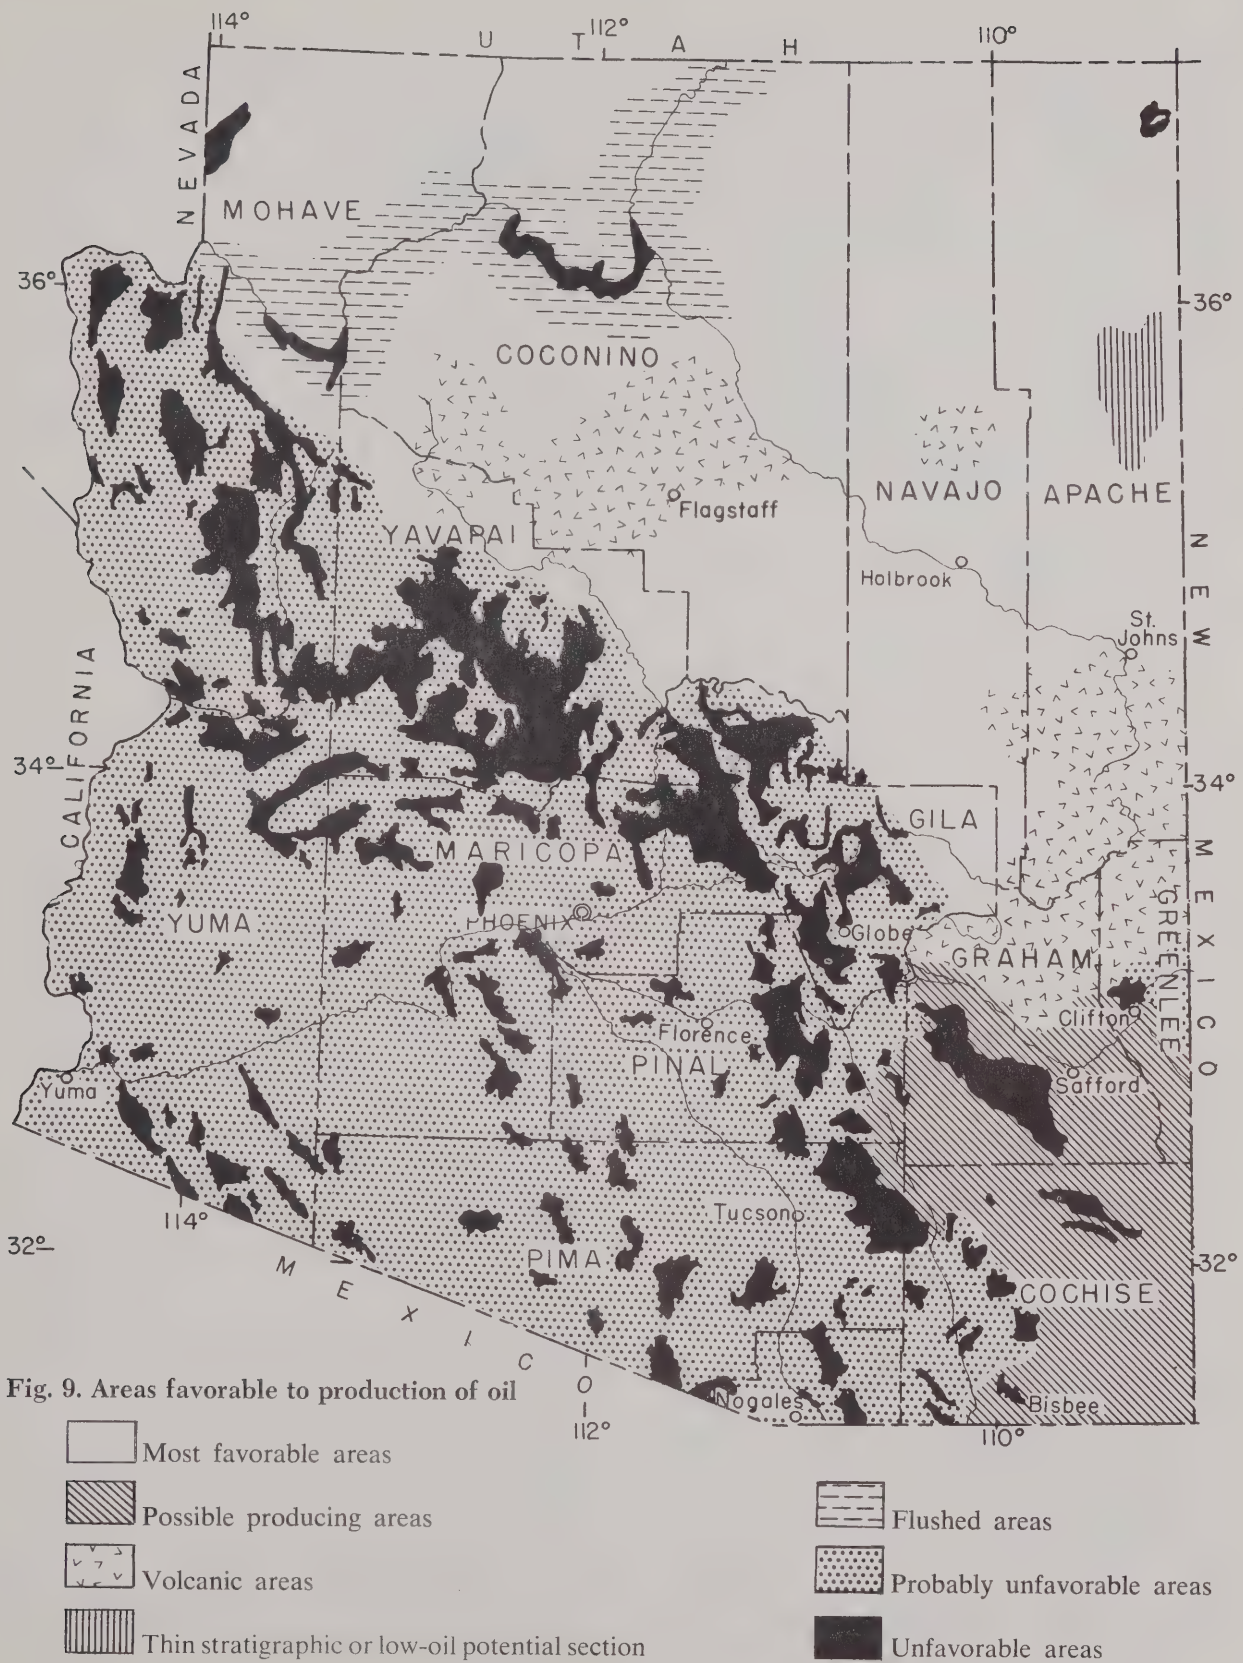 114°
112°
110°
U T A H
NEVADA
MOHAVE
36°
36°
COCONINO
NAVAJO
APACHE
Flagstaff
YAVAPAI
Holbrook
St.
Johns
CALIFORNIA
NEW MEXICO
34°
34°
GILA
MARICOPA
YUMA
PHOENIX
Globe
GREENLEE
GRAHAM
Clifton
Florence
PINAL
Safford
Yuma
114°
Tucson
32°
32°
PIMA
COCHISE
MEXICO
Nogales
Bisbee
112°
110°
Fig. 9. Areas favorable to production of oil
Most favorable areas
Possible producing areas
Volcanic areas
Thin stratigraphic or low-oil potential section
Flushed areas
Probably unfavorable areas
Unfavorable areas